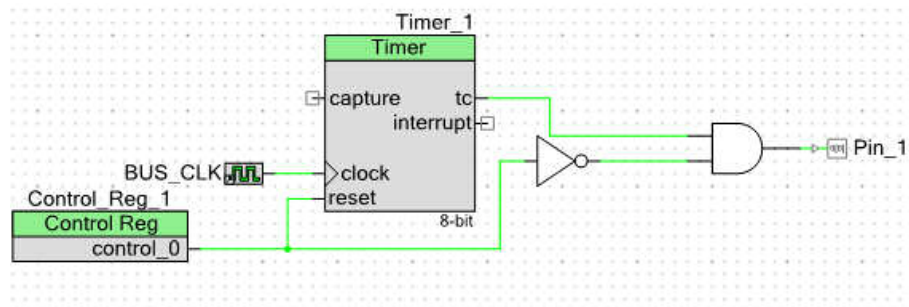 Timer_1
Timer
capture
tc
interrupt
BUS_CLK
clock
reset
8-bit
Control_Reg_1
Control Reg
control_0
Pin_1